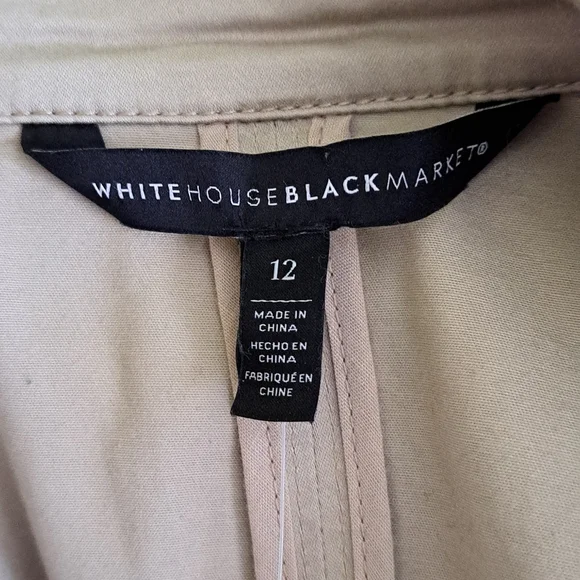 WHITEHOUSEBLACKMARKET®
12
MADE IN
CHINA
HECHO EN
CHINA
FABRIQUÉ EN
CHINE